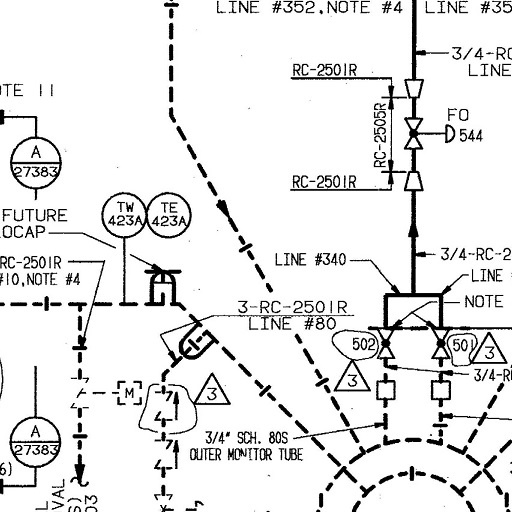 LINE #352,NOTE #4
LINE #35
3/4-RC
LINE
RC-2501R
RC-2505R
FO
544
RC-2501R
OTE 11
A
27383
TW
423A
TE
423A
FUTURE
OCAP
RC-2501R
#10,NOTE #4
LINE #340
3/4-RC-2
LINE
NOTE
3-RC-2501R
LINE #80
502
501
3
3
3
M
3/4-R
3/4" SCH. 80S
OUTER MONITOR TUBE
A
27383
6)
VAL
S)
03